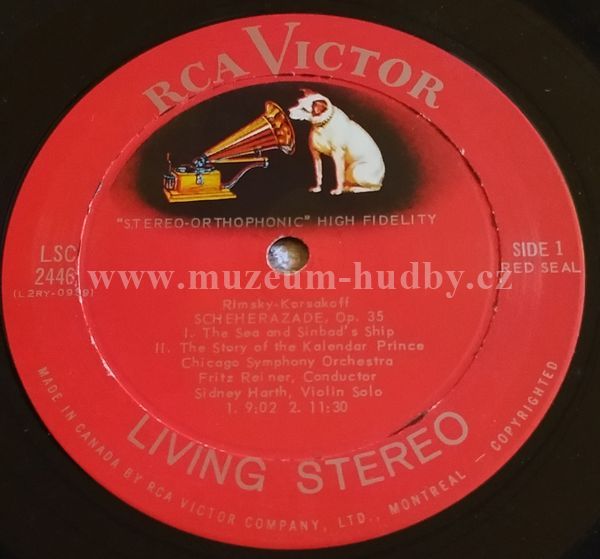 RCA VICTOR
"STEREO-ORTHOPHONIC" HIGH FIDELITY
LSC
2446
(L2RY-0939)
SIDE 1
RED SEAL
www.muzeum-hudby.cz
Rimsky-Korsakoff
SCHEHERAZADE, Op. 35
I. The Sea and Sinbad's Ship
II. The Story of the Kalendar Prince
Chicago Symphony Orchestra
Fritz Reiner, Conductor
Sidney Harth, Violin Solo
1. 9:02 2. 11:30
LIVING STEREO
MADE IN CANADA BY RCA VICTOR COMPANY, LTD., MONTREAL — COPYRIGHTED